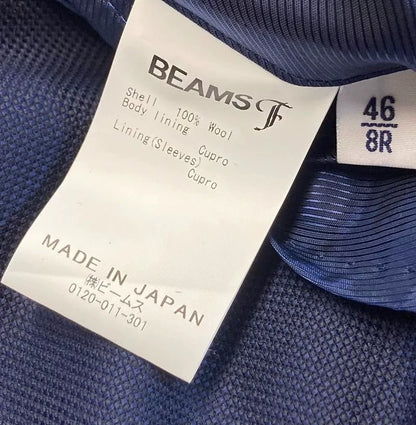 BEAMS F
Shell 100% Wool
Body lining
Cupro
Lining(Sleeves)
Cupro
MADE IN JAPAN
㈱ビームス
0120-011-301
46
8R